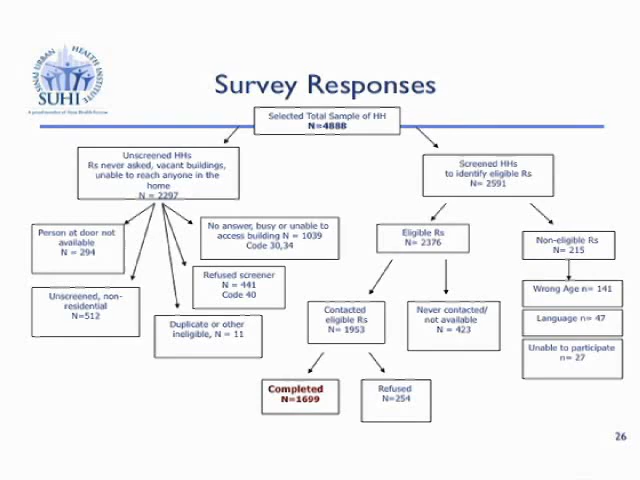 SINAI URBAN HEALTH INSTITUTE
SUHI
Survey Responses
Selected Total Sample of HH
N=4888
Unscreened HHs
Rs never asked, vacant buildings,
unable to reach anyone in the
home
N = 2297
Screened HHs
to identify eligible Rs
N= 2591
Person at door not
available
N = 294
No answer, busy or unable to
access building N = 1039
Code 30,34
Eligible Rs
N= 2376
Non-eligible Rs
N= 215
Refused screener
N = 441
Code 40
Unscreened, non-
residential
N=512
Duplicate or other
ineligible, N = 11
Contacted
eligible Rs
N= 1953
Never contacted/
not available
N = 423
Wrong Age n= 141
Language n= 47
Unable to participate
n= 27
Completed
N=1699
Refused
N=254
26